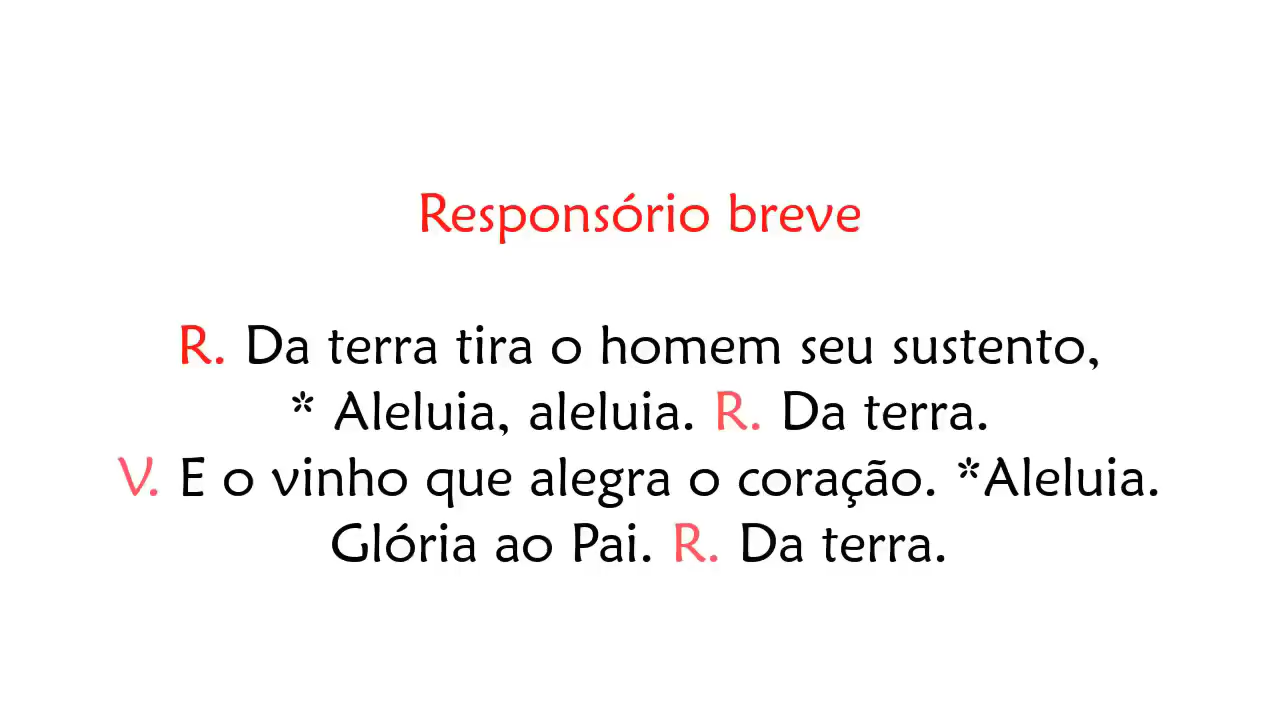 Responsório breve
R. Da terra tira o homem seu sustento,
* Aleluia, aleluia. R. Da terra.
V. E o vinho que alegra o coração. *Aleluia.
Glória ao Pai. R. Da terra.